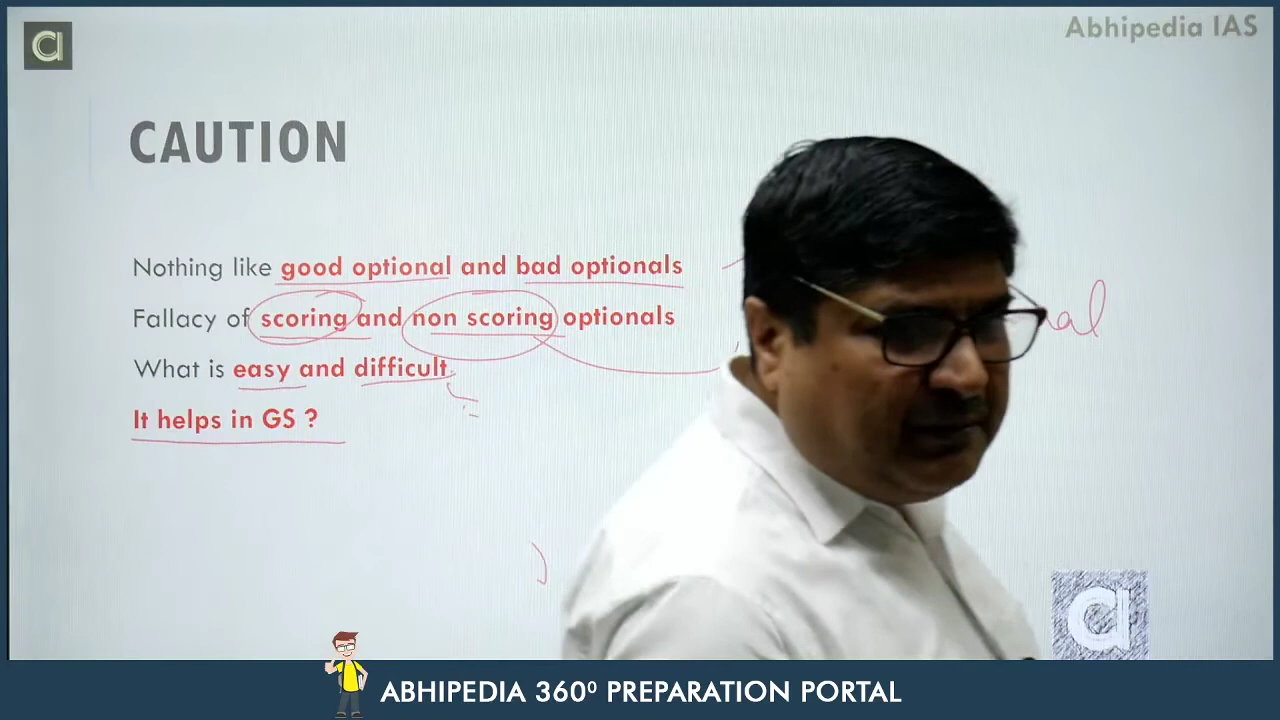 Abhipedia IAS
CAUTION
Nothing like good optional and bad optionals
Fallacy of scoring and non scoring optionals
What is easy and difficult
It helps in GS ?
ABHIPEDIA 360⁰ PREPARATION PORTAL